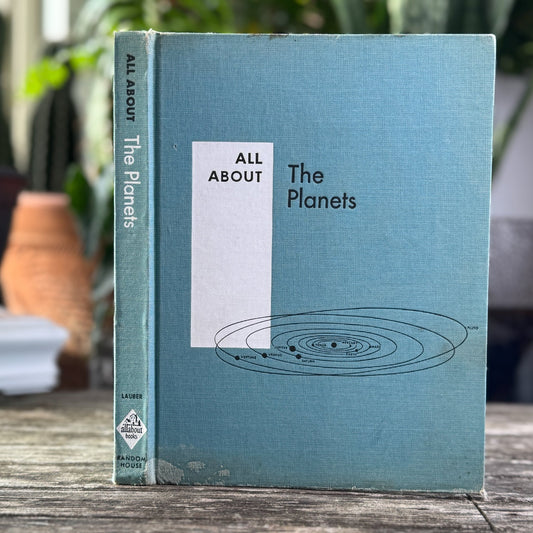 ALL ABOUT The Planets
LAUBER
allabout
books
RANDOM
HOUSE
ALL
ABOUT
The
Planets
PLUTO
NEPTUNE
URANUS
SATURN